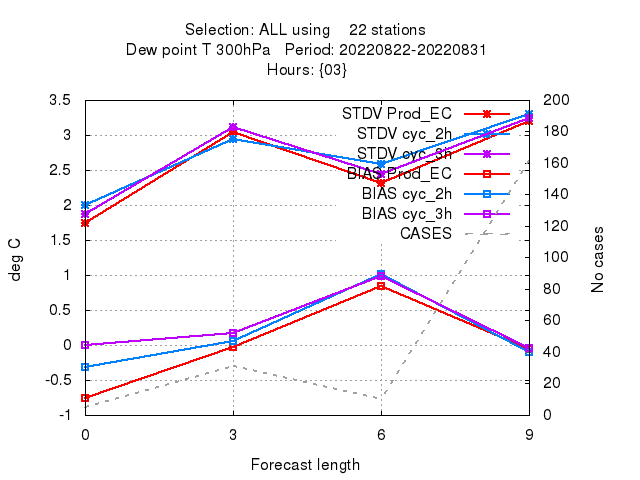 Selection: ALL using    22 stations
Dew point T 300hPa   Period: 20220822-20220831
Hours: {03}
3.5
3
2.5
2
1.5
1
0.5
0
-0.5
-1
deg C
STDV Prod_EC
STDV cyc_2h
STDV cyc_3h
BIAS Prod_EC
BIAS cyc_2h
BIAS cyc_3h
CASES
200
180
160
140
120
100
80
60
40
20
0
No cases
0 3 6 9
Forecast length